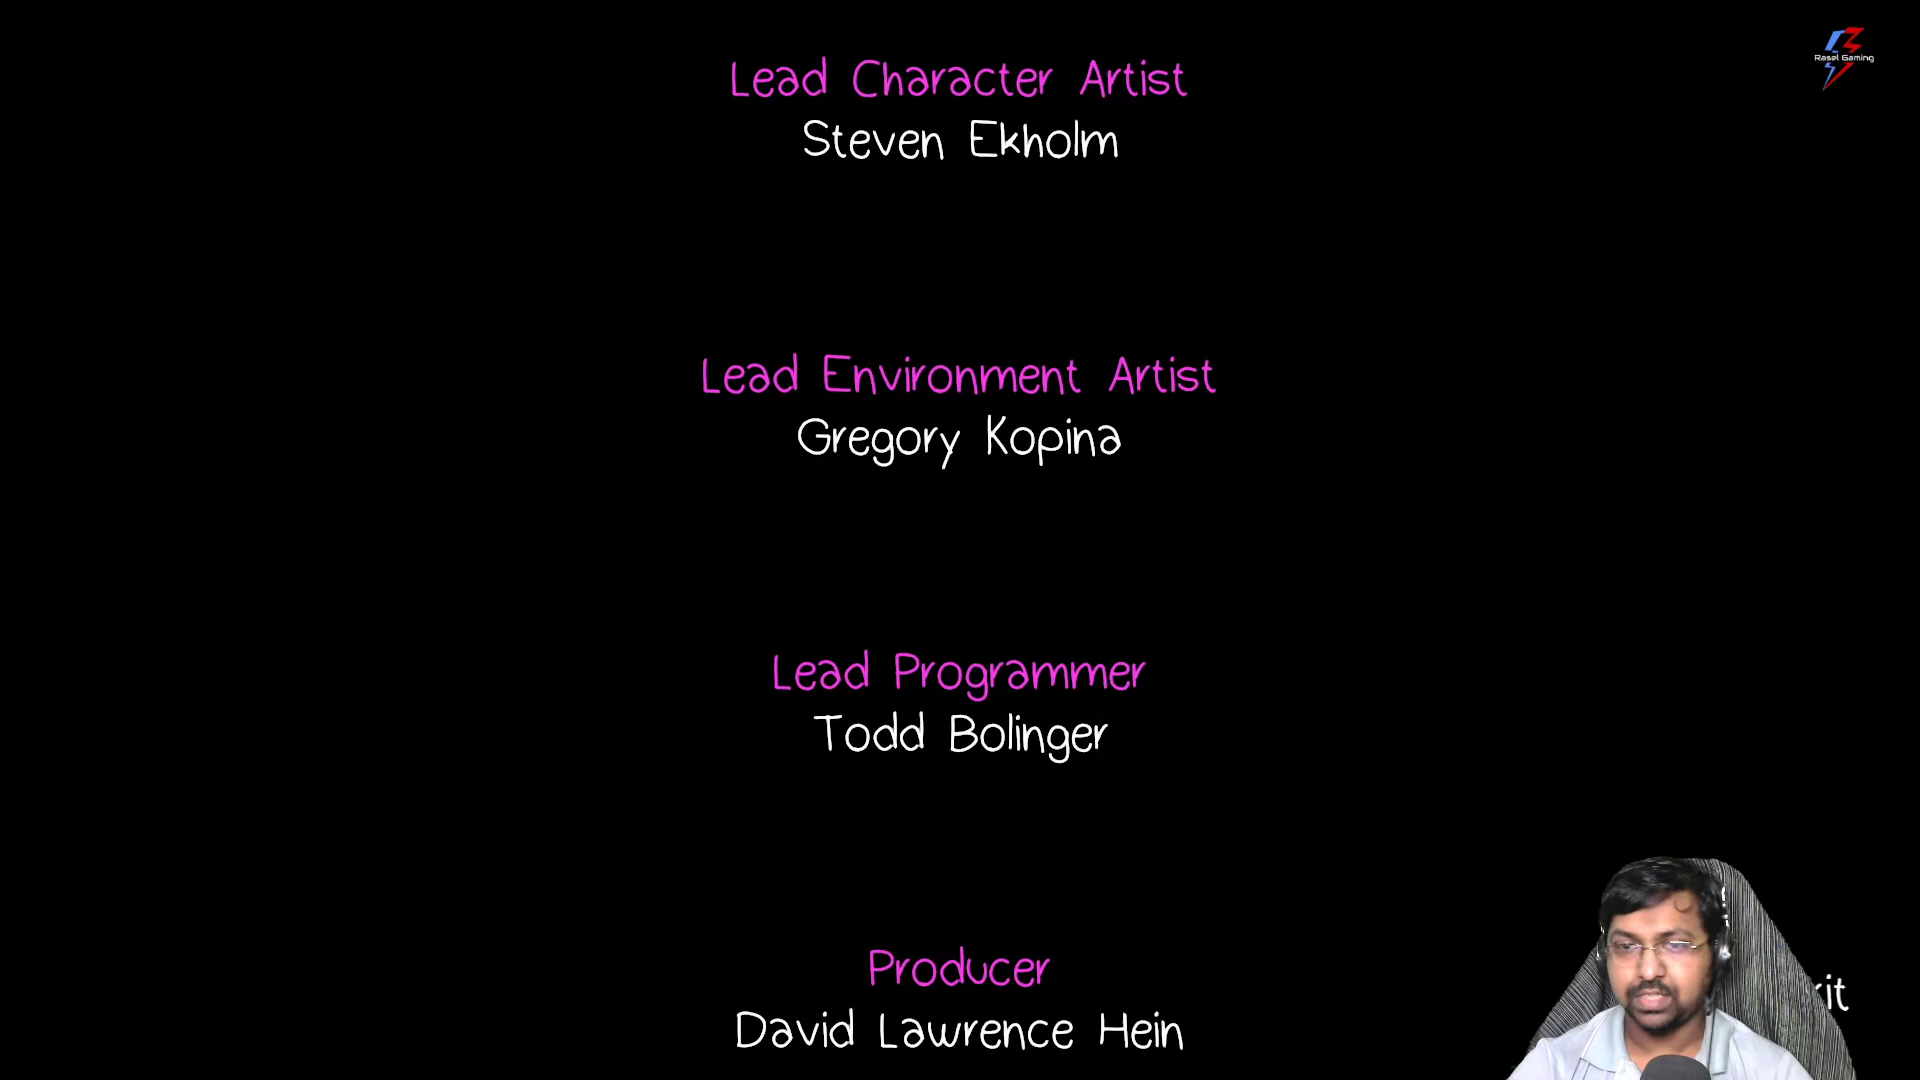 Lead Character Artist
Steven Ekholm
Rasel Gaming
Lead Environment Artist
Gregory Kopina
Lead Programmer
Todd Bolinger
Producer
David Lawrence Hein